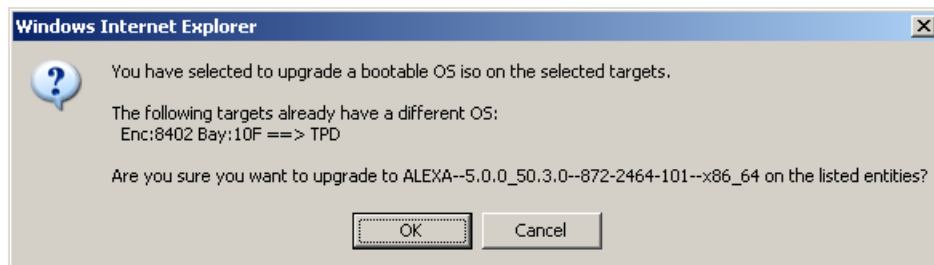 Windows Internet Explorer
You have selected to upgrade a bootable OS iso on the selected targets.
The following targets already have a different OS:
Enc:8402 Bay:10F ==> TPD
Are you sure you want to upgrade to ALEXA--5.0.0_50.3.0--872-2464-101--x86_64 on the listed entities?
OK
Cancel